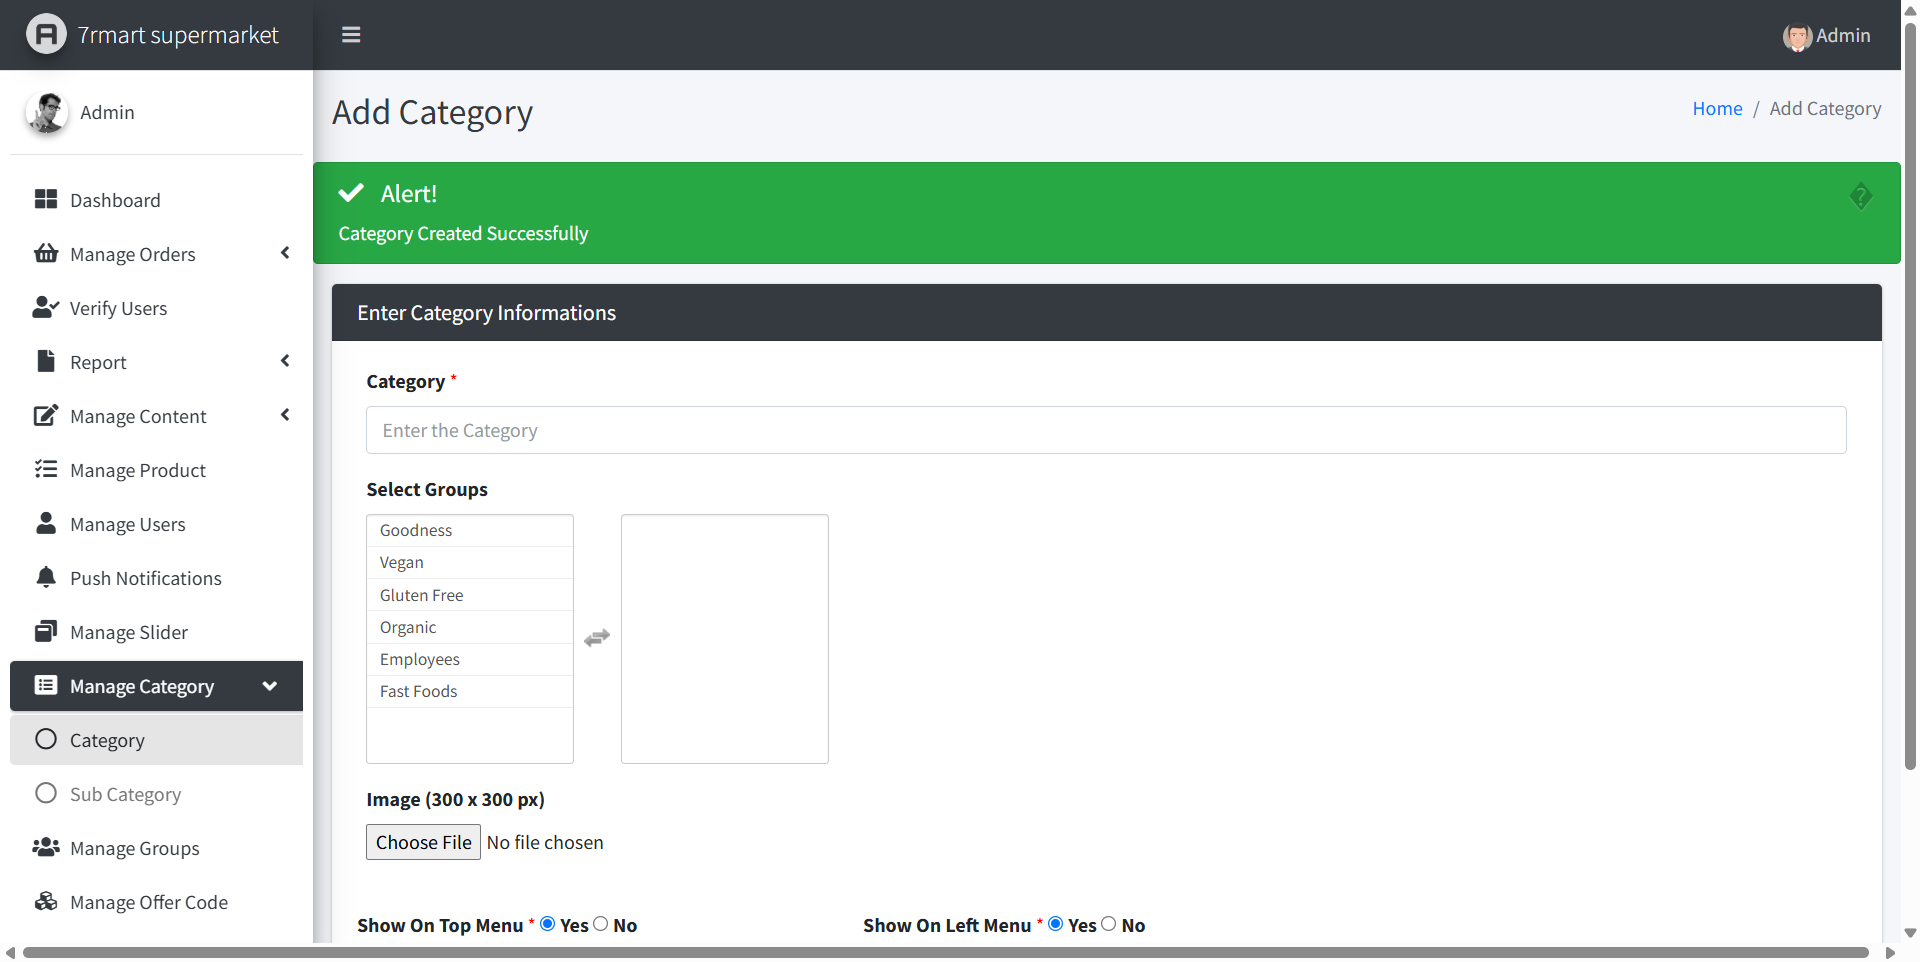 7rmart supermarket
Admin
Admin
Dashboard
Manage Orders
Verify Users
Report
Manage Content
Manage Product
Manage Users
Push Notifications
Manage Slider
Manage Category
Category
Sub Category
Manage Groups
Manage Offer Code
Add Category
Home / Add Category
Alert!
Category Created Successfully
Enter Category Informations
Category *
Enter the Category
Select Groups
Goodness
Vegan
Gluten Free
Organic
Employees
Fast Foods
Image (300 x 300 px)
Choose File No file chosen
Show On Top Menu * Yes No
Show On Left Menu * Yes No